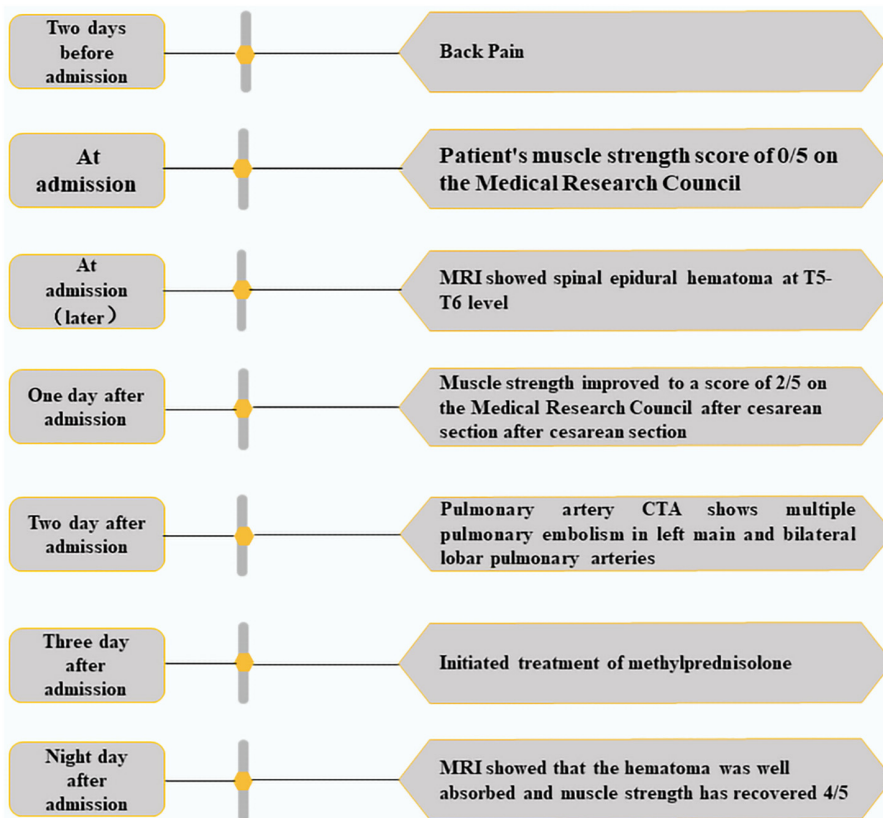 Two days
before
admission
Back Pain
At
admission
Patient's muscle strength score of 0/5 on
the Medical Research Council
At
admission
（later）
MRI showed spinal epidural hematoma at T5-
T6 level
One day after
admission
Muscle strength improved to a score of 2/5 on
the Medical Research Council after cesarean
section after cesarean section
Two day after
admission
Pulmonary artery CTA shows multiple
pulmonary embolism in left main and bilateral
lobar pulmonary arteries
Three day
after
admission
Initiated treatment of methylprednisolone
Night day
after
admission
MRI showed that the hematoma was well
absorbed and muscle strength has recovered 4/5